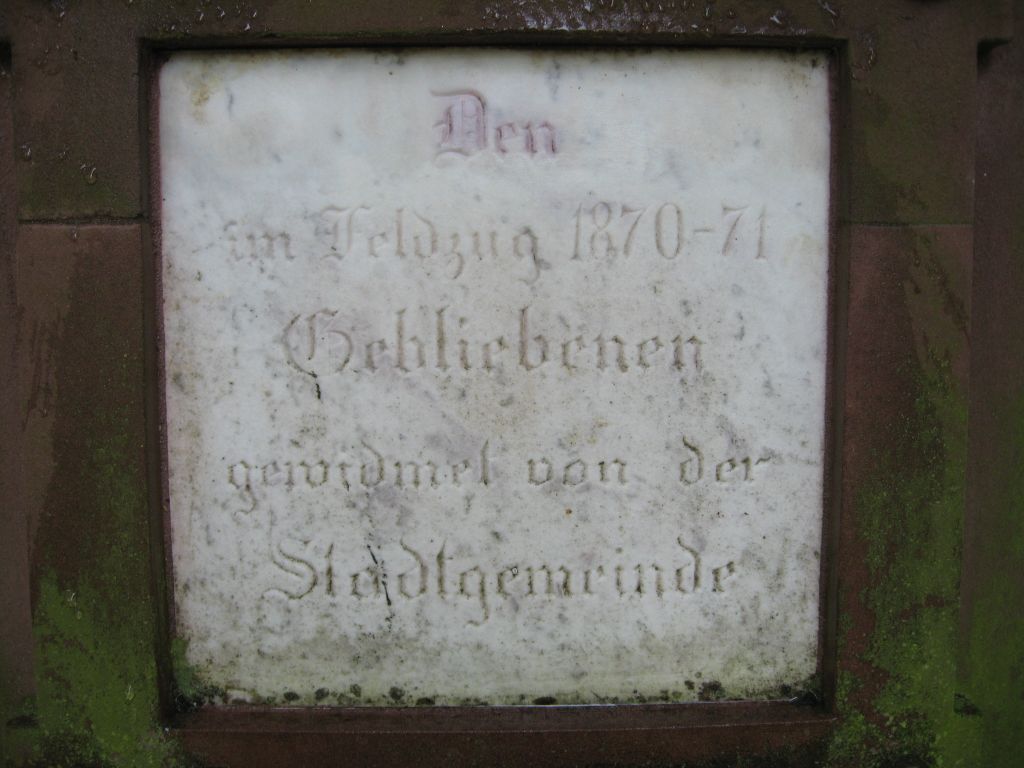 Den
im Feldzug 1870-71
Gebliebenen
gewidmet von der
Stadtgemeinde